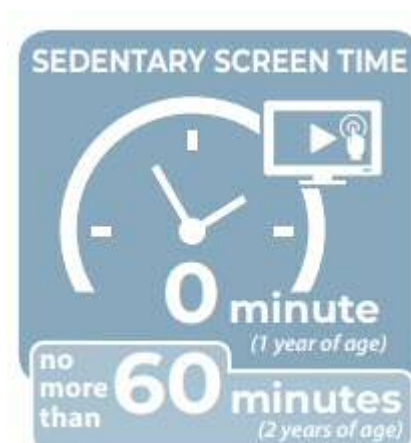 SEDENTARY SCREEN TIME
0 minute
(1 year of age)
no more than 60 minutes
(2 years of age)